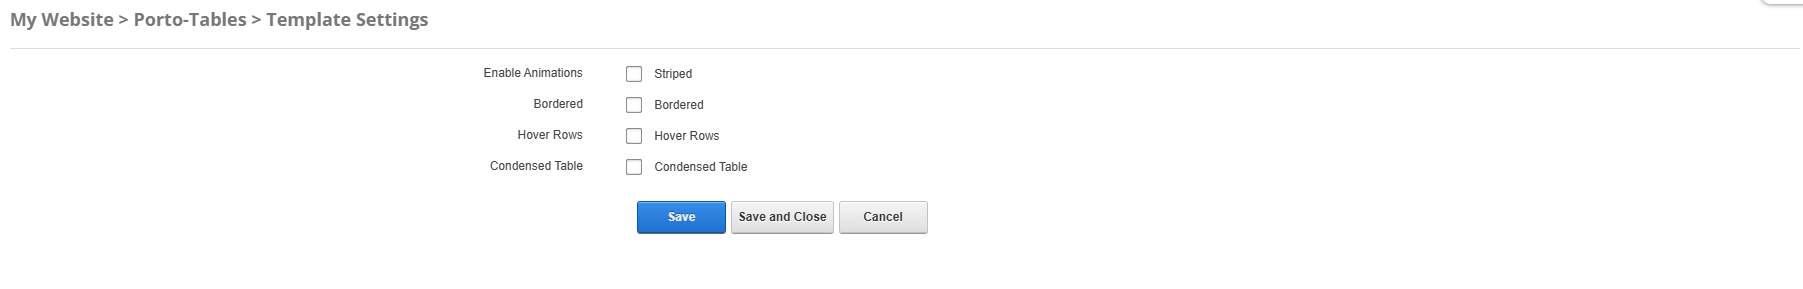 My Website > Porto-Tables > Template Settings
Enable Animations Striped
Bordered Bordered
Hover Rows Hover Rows
Condensed Table Condensed Table
Save Save and Close Cancel